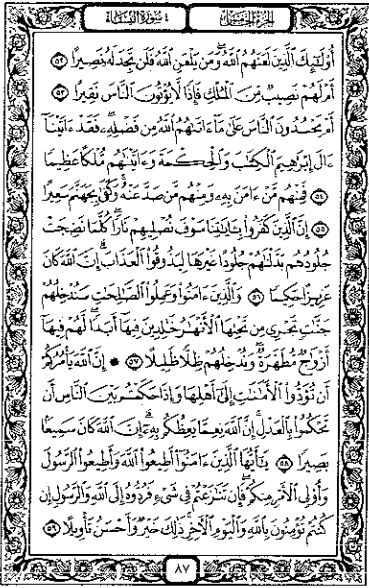 الجزء الخامس ٤ سورة النساء
أُوْلَٰٓئِكَ ٱلَّذِينَ لَعَنَهُمُ ٱللَّهُۖ وَمَن يَلْعَنِ ٱللَّهُ فَلَن تَجِدَ لَهُۥ نَصِيرًا ٥٢
أَمْ لَهُمْ نَصِيبٌ مِّنَ ٱلْمُلْكِ فَإِذًا لَّا يُؤْتُونَ ٱلنَّاسَ نَقِيرًا ٥٣
أَمْ يَحْسُدُونَ ٱلنَّاسَ عَلَىٰ مَآ ءَاتَىٰهُمُ ٱللَّهُ مِن فَضْلِهِۦۖ فَقَدْ ءَاتَيْنَآ
ءَالَ إِبْرَٰهِيمَ ٱلْكِتَٰبَ وَٱلْحِكْمَةَ وَءَاتَيْنَٰهُم مُّلْكًا عَظِيمًا
٥٤ فَمِنْهُم مَّنْ ءَامَنَ بِهِۦ وَمِنْهُم مَّن صَدَّ عَنْهُۚ وَكَفَىٰ بِجَهَنَّمَ سَعِيرًا
٥٥ إِنَّ ٱلَّذِينَ كَفَرُوا۟ بِـَٔايَٰتِنَا سَوْفَ نُصْلِيهِمْ نَارًا كُلَّمَا نَضِجَتْ
جُلُودُهُم بَدَّلْنَٰهُمْ جُلُودًا غَيْرَهَا لِيَذُوقُوا۟ ٱلْعَذَابَۗ إِنَّ ٱللَّهَ كَانَ
عَزِيزًا حَكِيمًا ٥٦ وَٱلَّذِينَ ءَامَنُوا۟ وَعَمِلُوا۟ ٱلصَّٰلِحَٰتِ سَنُدْخِلُهُمْ
جَنَّٰتٍ تَجْرِى مِن تَحْتِهَا ٱلْأَنْهَٰرُ خَٰلِدِينَ فِيهَآ أَبَدًاۖ لَّهُمْ فِيهَآ
أَزْوَٰجٌ مُّطَهَّرَةٌۖ وَنُدْخِلُهُمْ ظِلًّا ظَلِيلًا ٥٧ ۞ إِنَّ ٱللَّهَ يَأْمُرُكُمْ
أَن تُؤَدُّوا۟ ٱلْأَمَٰنَٰتِ إِلَىٰٓ أَهْلِهَا وَإِذَا حَكَمْتُم بَيْنَ ٱلنَّاسِ أَن
تَحْكُمُوا۟ بِٱلْعَدْلِۚ إِنَّ ٱللَّهَ نِعِمَّا يَعِظُكُم بِهِۦٓۗ إِنَّ ٱللَّهَ كَانَ سَمِيعًۢا
بَصِيرًا ٥٨ يَٰٓأَيُّهَا ٱلَّذِينَ ءَامَنُوٓا۟ أَطِيعُوا۟ ٱللَّهَ وَأَطِيعُوا۟ ٱلرَّسُولَ
وَأُو۟لِى ٱلْأَمْرِ مِنكُمْۖ فَإِن تَنَٰزَعْتُمْ فِى شَىْءٍ فَرُدُّوهُ إِلَى ٱللَّهِ وَٱلرَّسُولِ إِن
كُنتُمْ تُؤْمِنُونَ بِٱللَّهِ وَٱلْيَوْمِ ٱلْأَخِرِۚ ذَٰلِكَ خَيْرٌ وَأَحْسَنُ تَأْوِيلًا ٥٩
٨٧